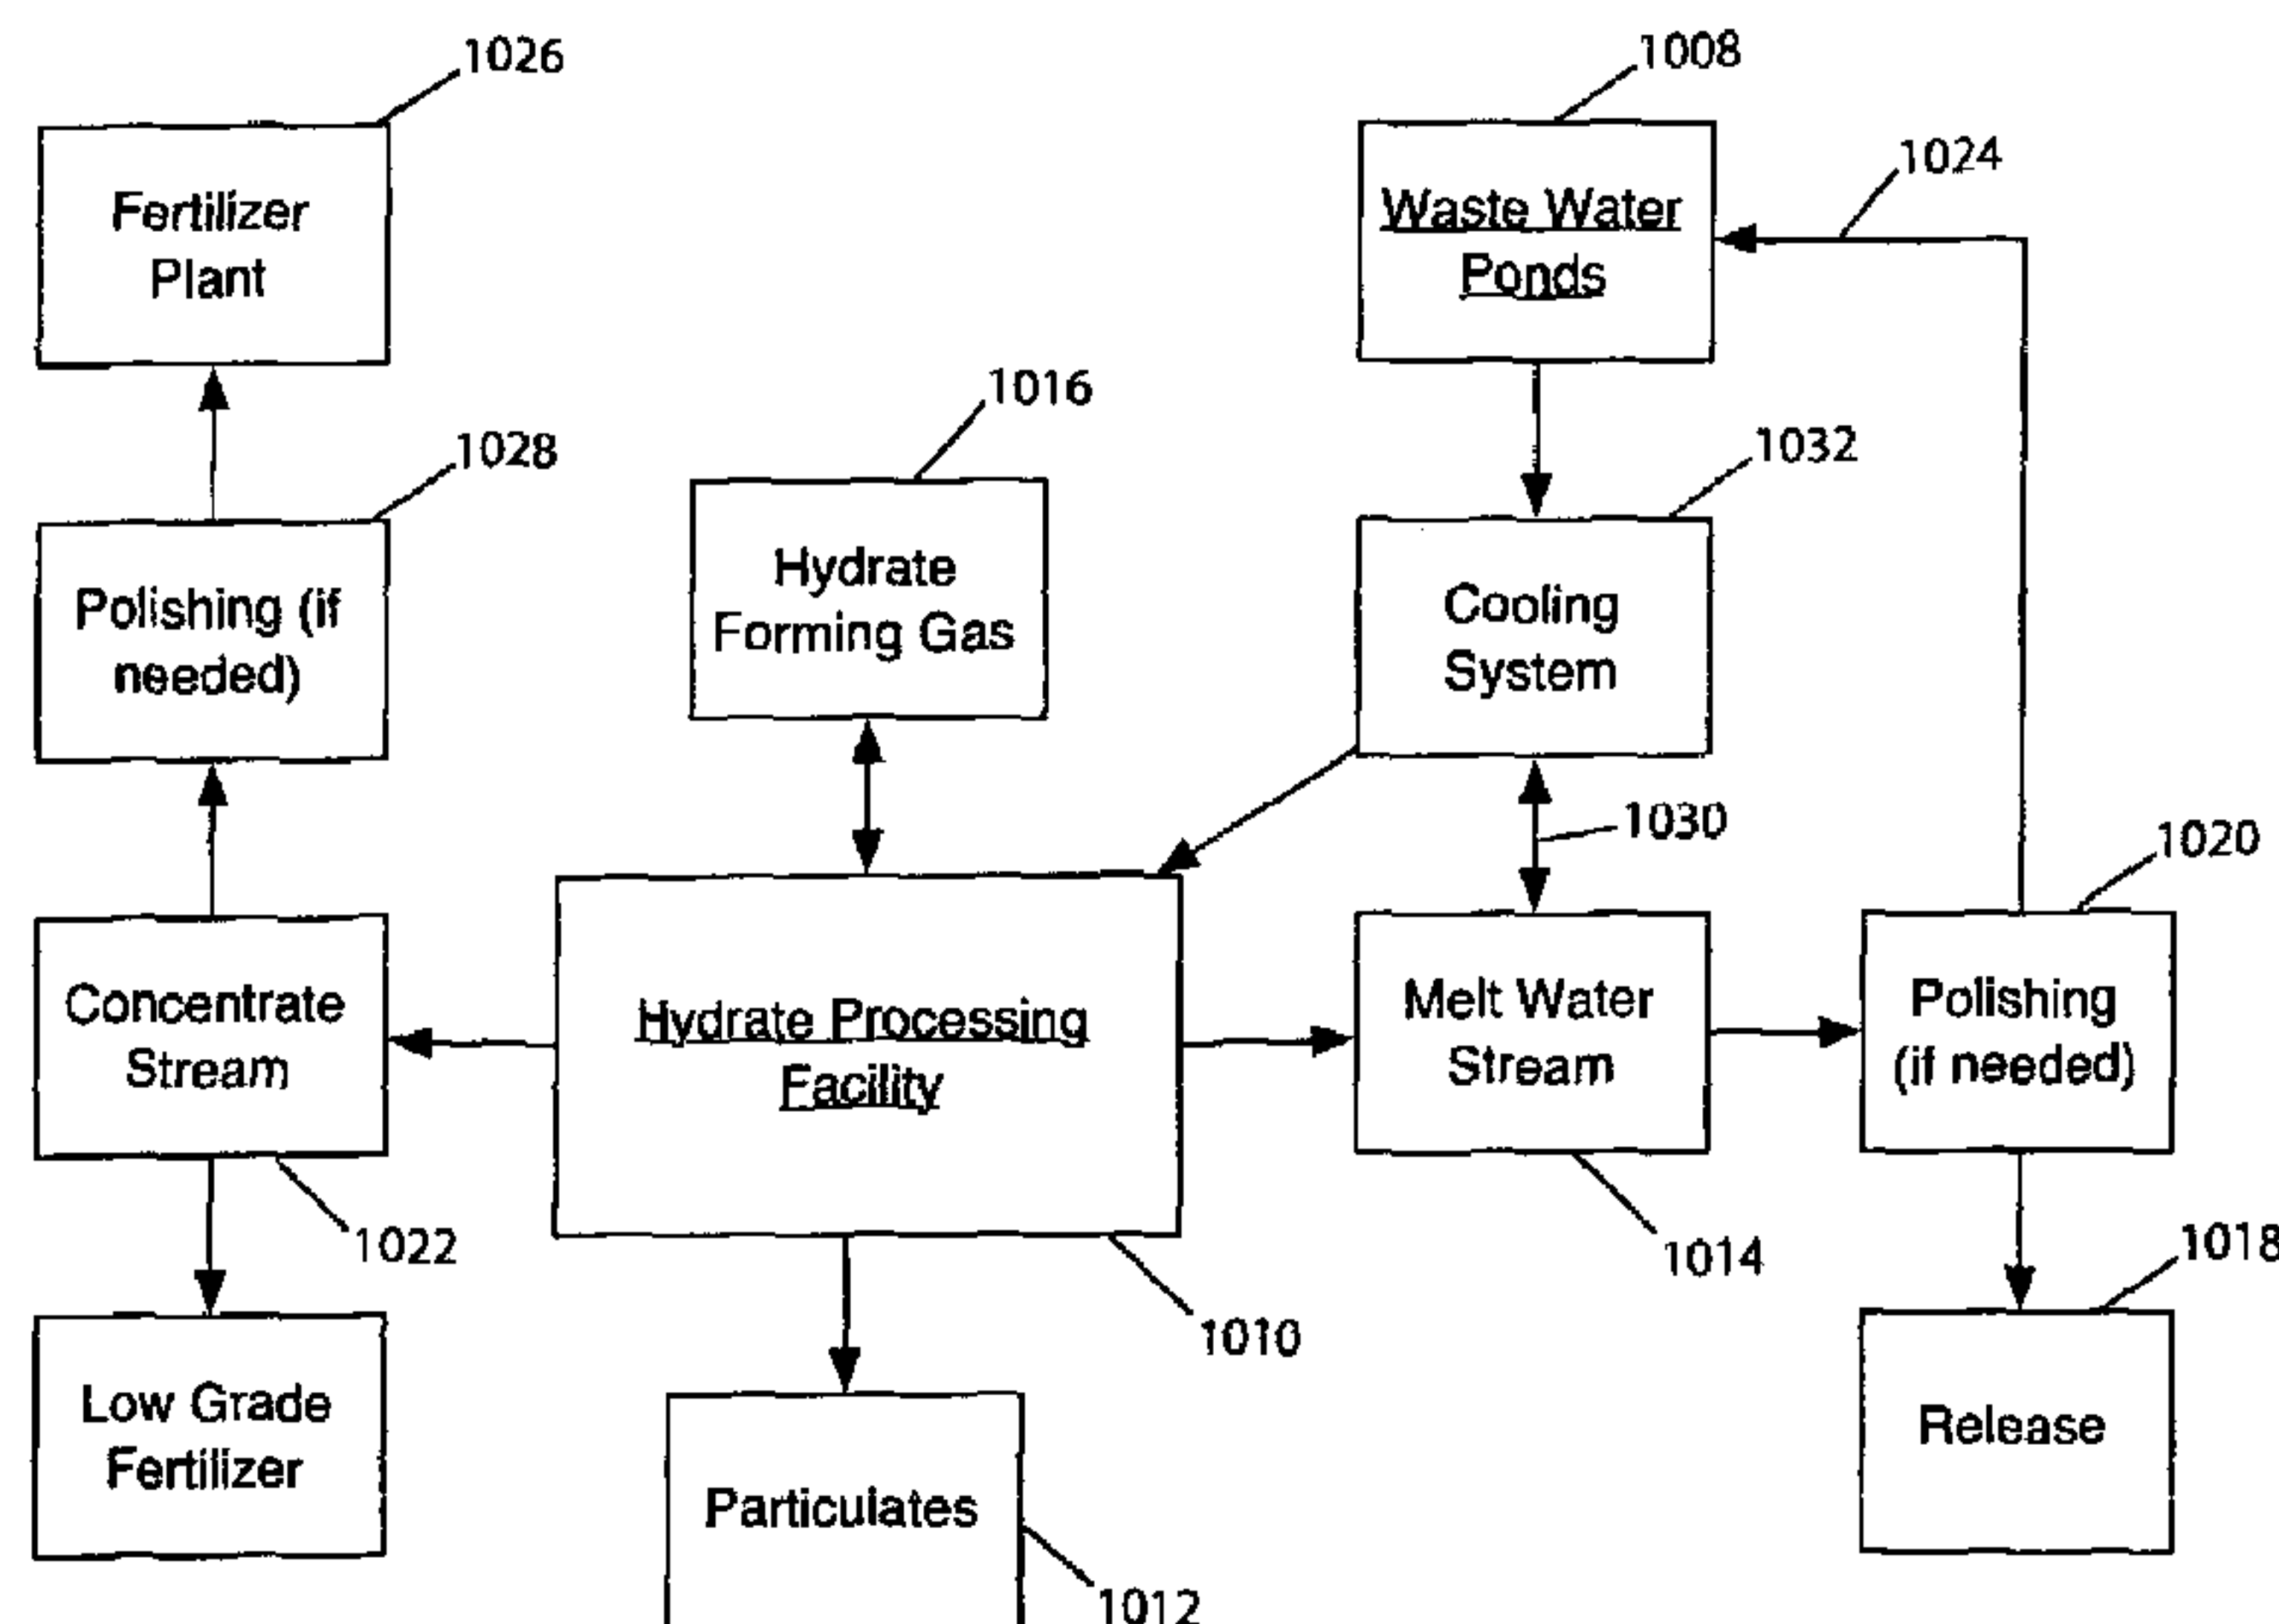 1026
1008
1024
Fertilizer
Plant
Waste Water
Ponds
1016
1028
1032
Hydrate
Forming Gas
Polishing (if
needed)
Cooling
System
1030
1020
Concentrate
Stream
Hydrate Processing
Facility
Melt Water
Stream
Polishing
(if needed)
1022
1010
1014
1018
Low Grade
Fertilizer
Particulates
Release
1012